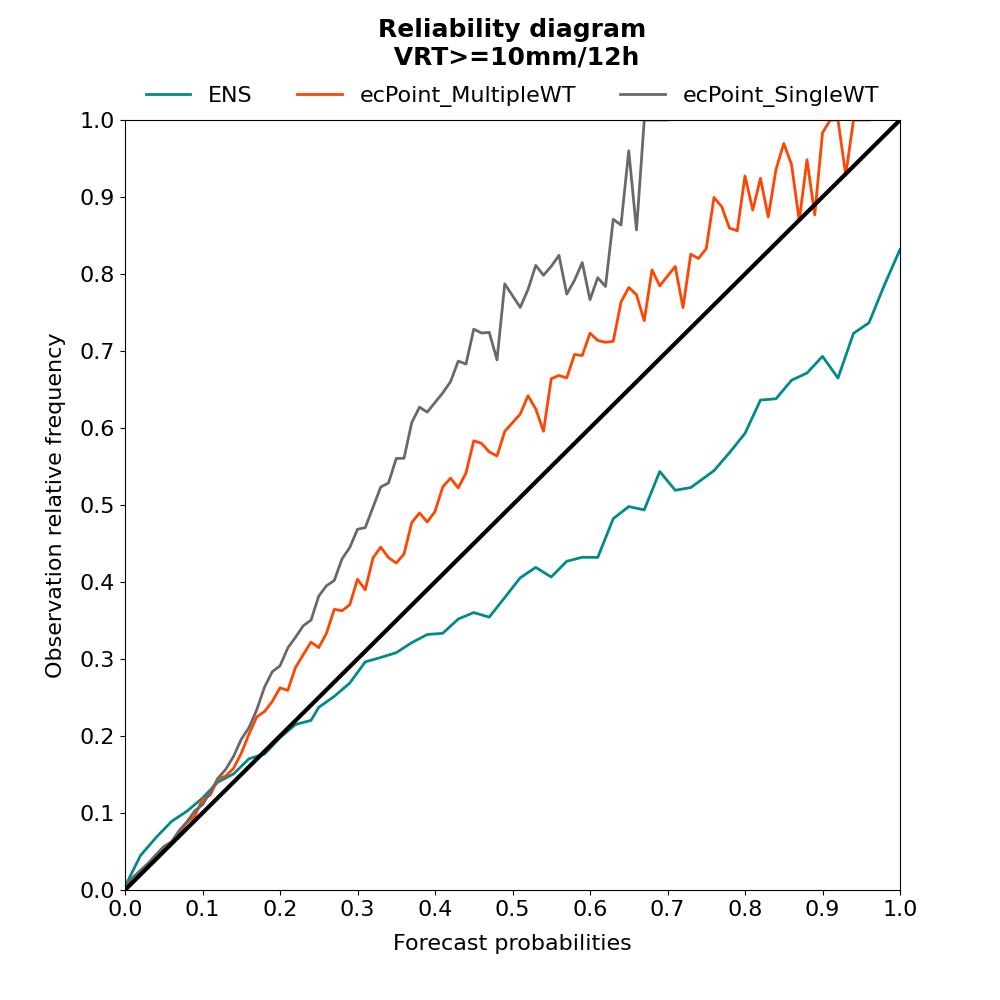 Reliability diagram
VRT>=10mm/12h
ENS ecPoint_MultipleWT ecPoint_SingleWT
1.0
0.9
0.8
0.7
0.6
0.5
0.4
0.3
0.2
0.1
0.0
Observation relative frequency
0.0 0.1 0.2 0.3 0.4 0.5 0.6 0.7 0.8 0.9 1.0
Forecast probabilities